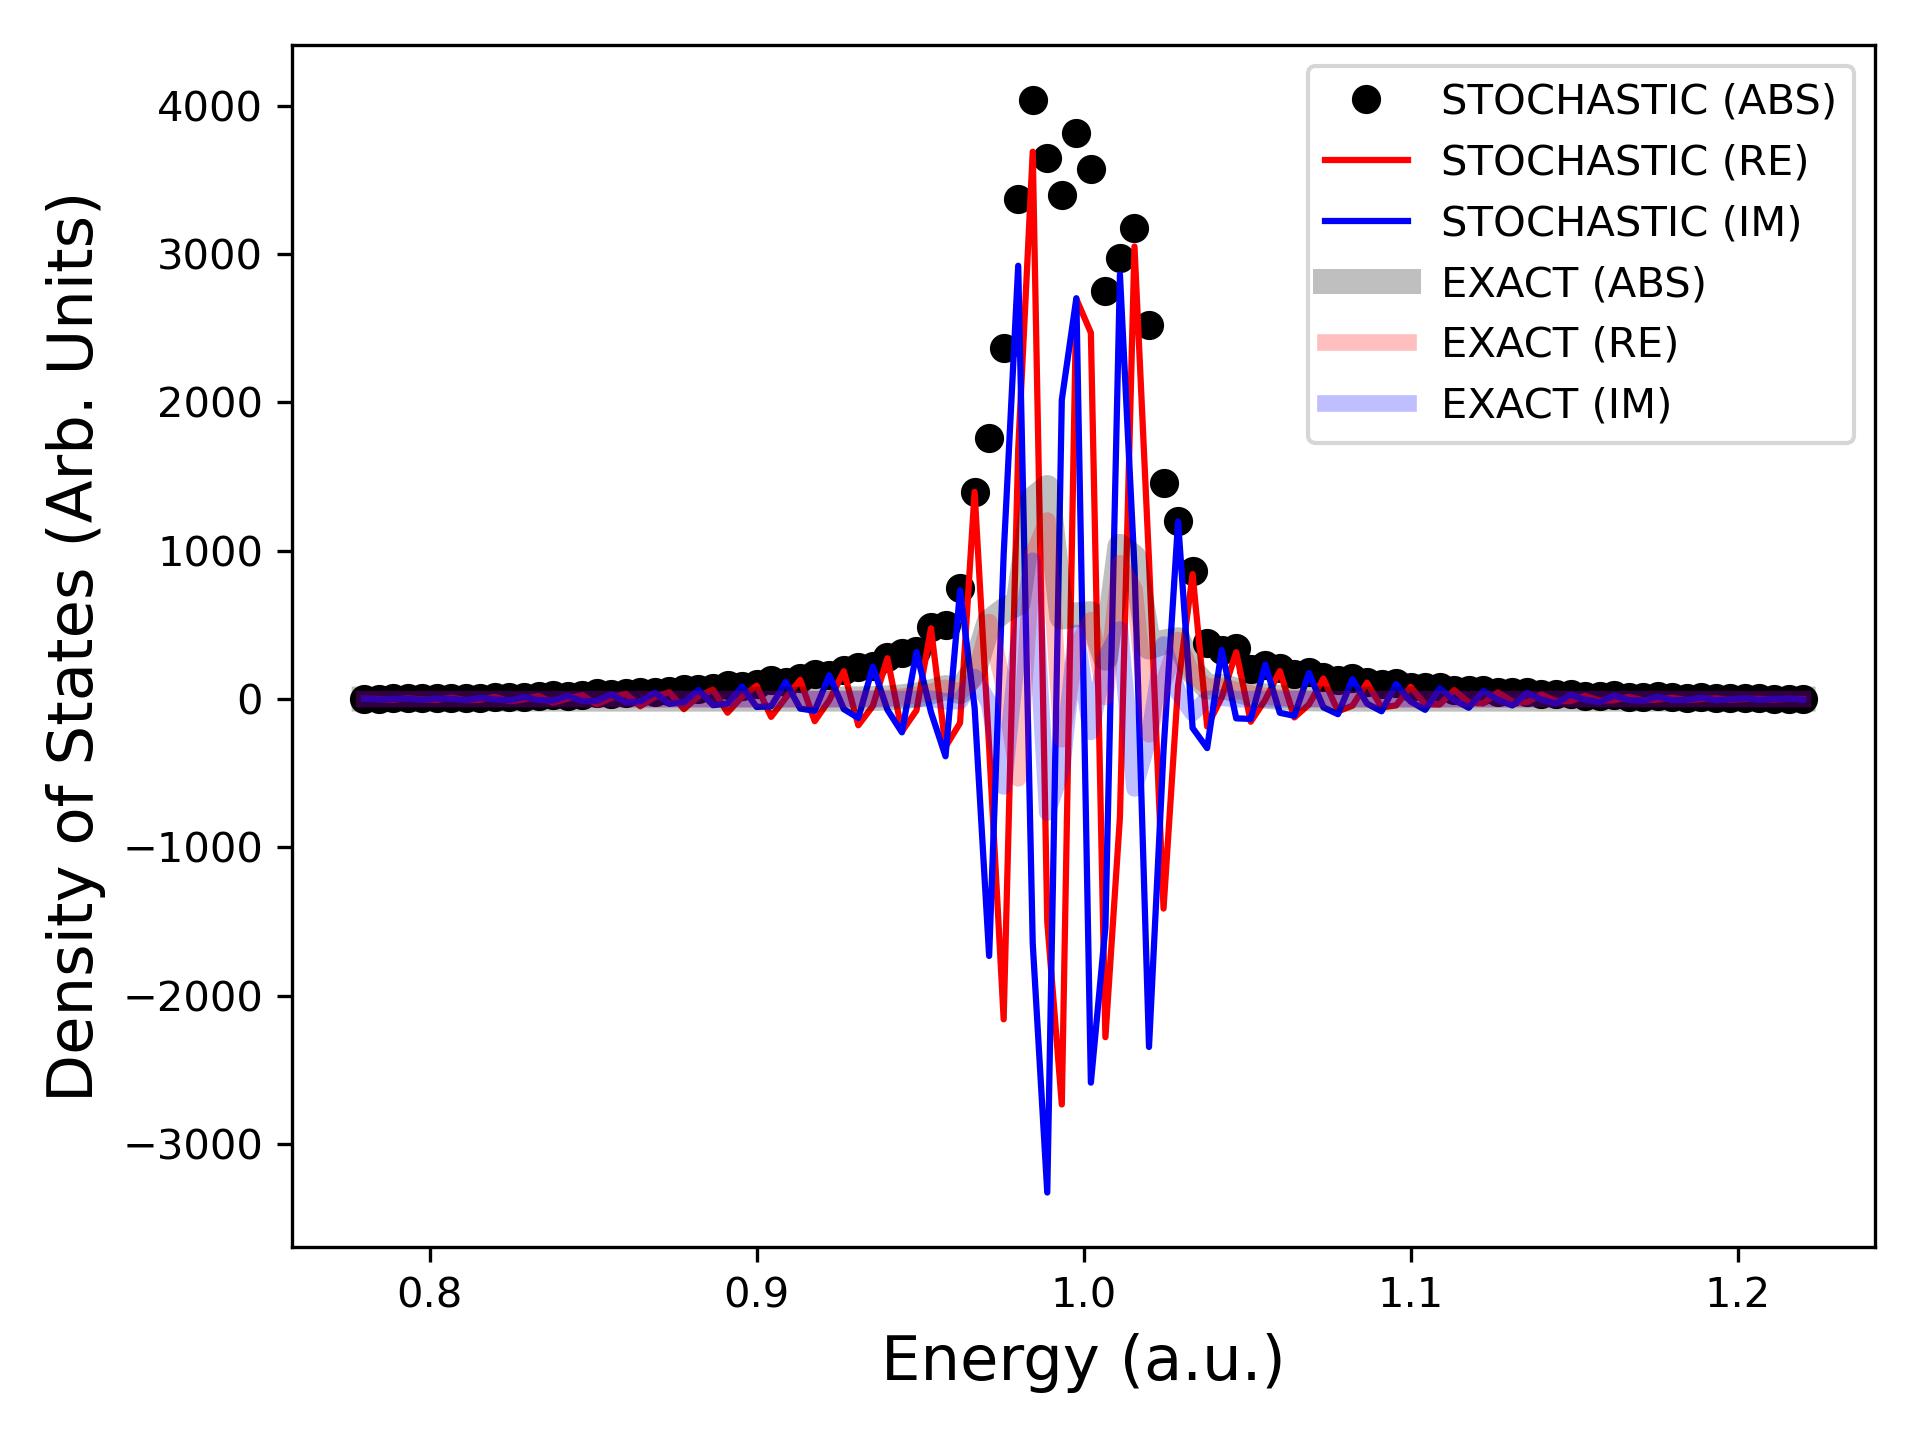 STOCHASTIC (ABS)
STOCHASTIC (RE)
STOCHASTIC (IM)
EXACT (ABS)
EXACT (RE)
EXACT (IM)
Density of States (Arb. Units)
4000
3000
2000
1000
0
−1000
−2000
−3000
0.8 0.9 1.0 1.1 1.2
Energy (a.u.)